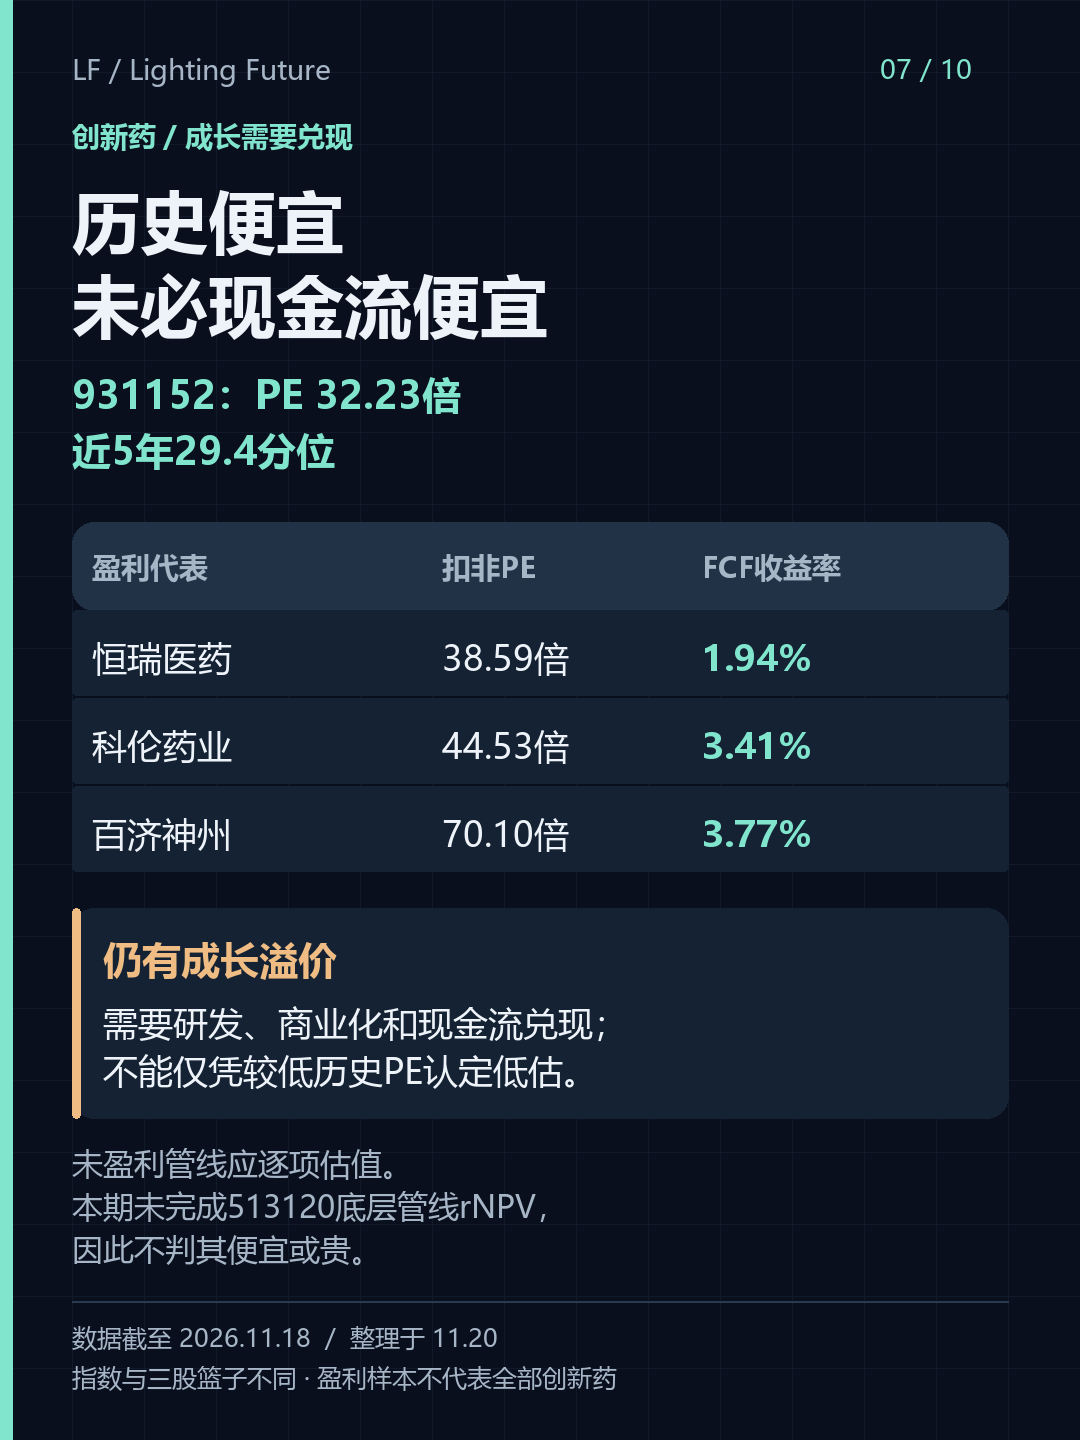 LF / Lighting Future
07 / 10
创新药 / 成长需要兑现
历史便宜
未必现金流便宜
931152：PE 32.23倍
近5年29.4分位
盈利代表 扣非PE FCF收益率
恒瑞医药 38.59倍 1.94%
科伦药业 44.53倍 3.41%
百济神州 70.10倍 3.77%
仍有成长溢价
需要研发、商业化和现金流兑现；
不能仅凭较低历史PE认定低估。
未盈利管线应逐项估值。
本期未完成513120底层管线rNPV，
因此不判其便宜或贵。
数据截至 2026.11.18 / 整理于 11.20
指数与三股篮子不同 · 盈利样本不代表全部创新药